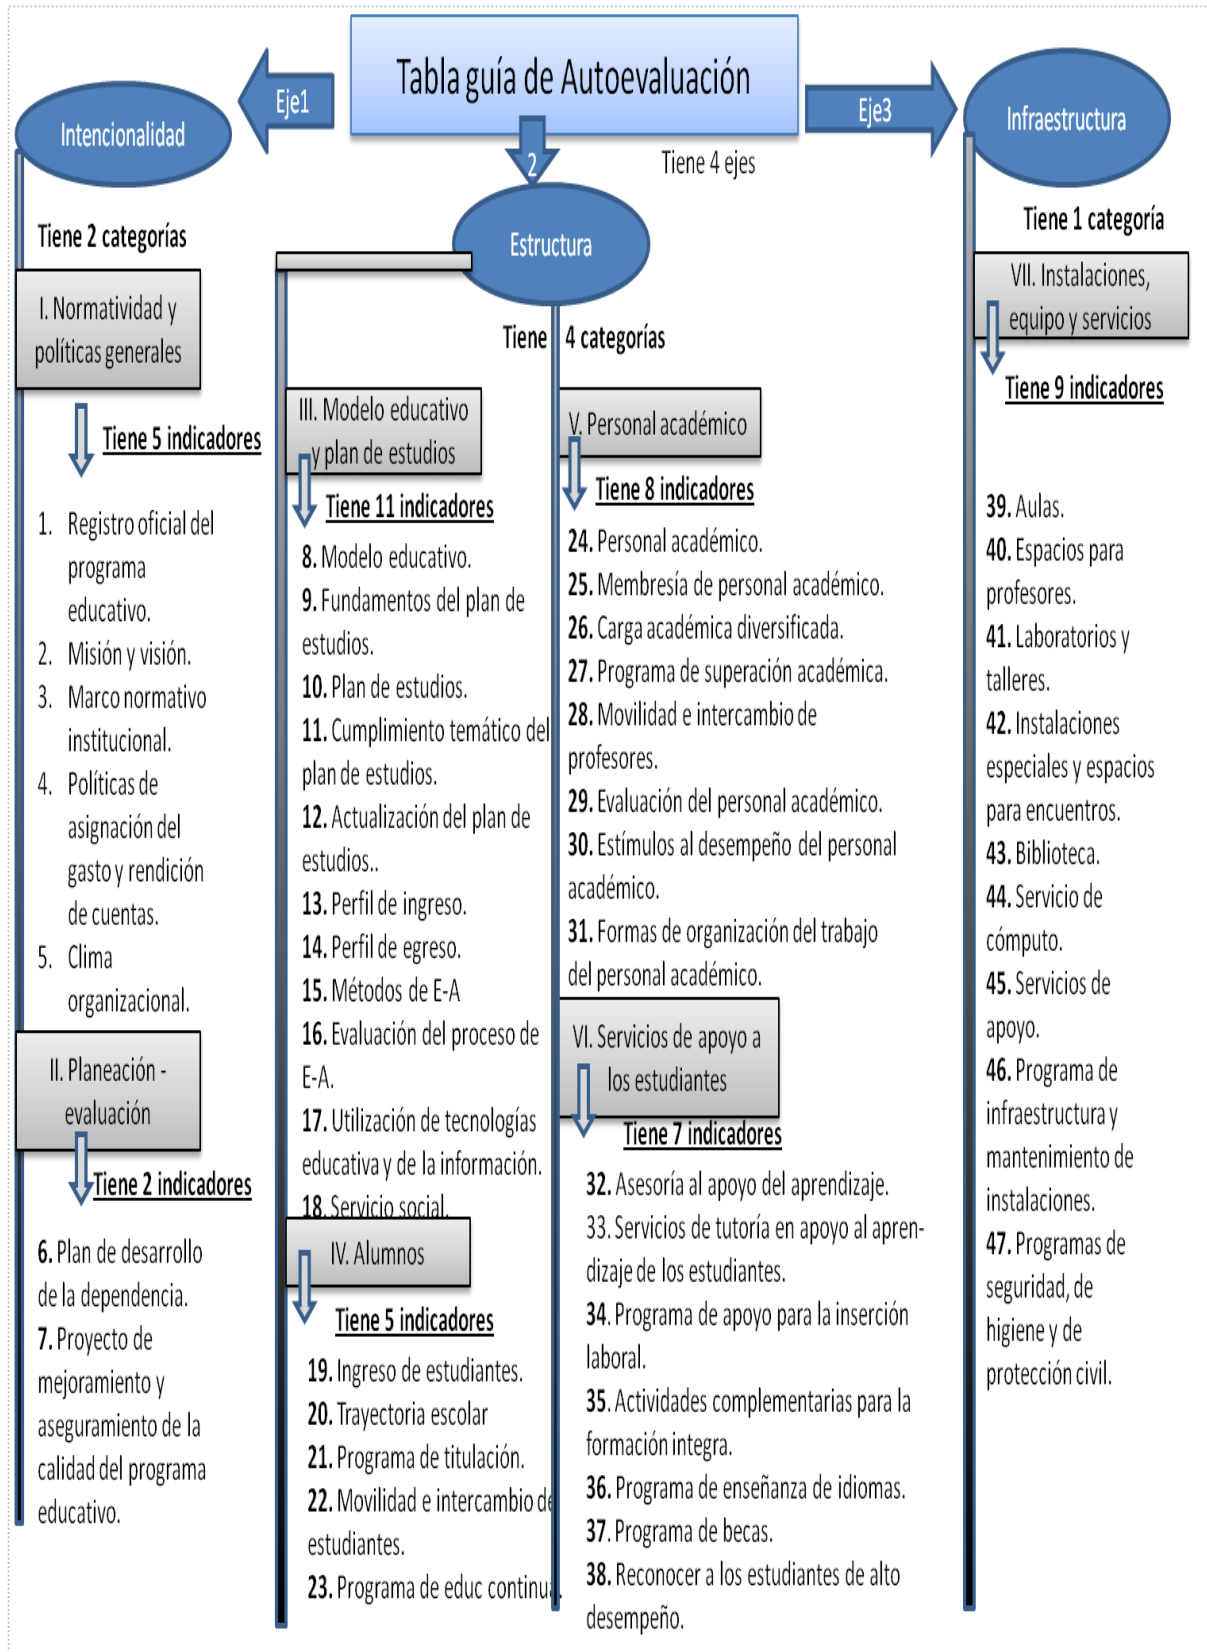 Tabla guía de Autoevaluación
Eje1
Eje3
2
Tiene 4 ejes
Intencionalidad
Tiene 2 categorías
I. Normatividad y
políticas generales
Tiene 5 indicadores
1. Registro oficial del
programa
educativo.
2. Misión y visión.
3. Marco normativo
institucional.
4. Políticas de
asignación del
gasto y rendición
de cuentas.
5. Clima
organizacional.
II. Planeación -
evaluación
Tiene 2 indicadores
6. Plan de desarrollo
de la dependencia.
7. Proyecto de
mejoramiento y
aseguramiento de la
calidad del programa
educativo.
Estructura
Tiene 4 categorías
III. Modelo educativo
y plan de estudios
Tiene 11 indicadores
8. Modelo educativo.
9. Fundamentos del plan de
estudios.
10. Plan de estudios.
11. Cumplimiento temático del
plan de estudios.
12. Actualización del plan de
estudios..
13. Perfil de ingreso.
14. Perfil de egreso.
15. Métodos de E-A
16. Evaluación del proceso de
E-A.
17. Utilización de tecnologías
educativa y de la información.
18. Servicio social.
IV. Alumnos
Tiene 5 indicadores
19. Ingreso de estudiantes.
20. Trayectoria escolar
21. Programa de titulación.
22. Movilidad e intercambio de
estudiantes.
23. Programa de educ continua.
V. Personal académico
Tiene 8 indicadores
24. Personal académico.
25. Membresía de personal académico.
26. Carga académica diversificada.
27. Programa de superación académica.
28. Movilidad e intercambio de
profesores.
29. Evaluación del personal académico.
30. Estímulos al desempeño del personal
académico.
31. Formas de organización del trabajo
del personal académico.
VI. Servicios de apoyo a
los estudiantes
Tiene 7 indicadores
32. Asesoría al apoyo del aprendizaje.
33. Servicios de tutoría en apoyo al apren-
dizaje de los estudiantes.
34. Programa de apoyo para la inserción
laboral.
35. Actividades complementarias para la
formación integra.
36. Programa de enseñanza de idiomas.
37. Programa de becas.
38. Reconocer a los estudiantes de alto
desempeño.
Infraestructura
Tiene 1 categoría
VII. Instalaciones,
equipo y servicios
Tiene 9 indicadores
39. Aulas.
40. Espacios para
profesores.
41. Laboratorios y
talleres.
42. Instalaciones
especiales y espacios
para encuentros.
43. Biblioteca.
44. Servicio de
cómputo.
45. Servicios de
apoyo.
46. Programa de
infraestructura y
mantenimiento de
instalaciones.
47. Programas de
seguridad, de
higiene y de
protección civil.